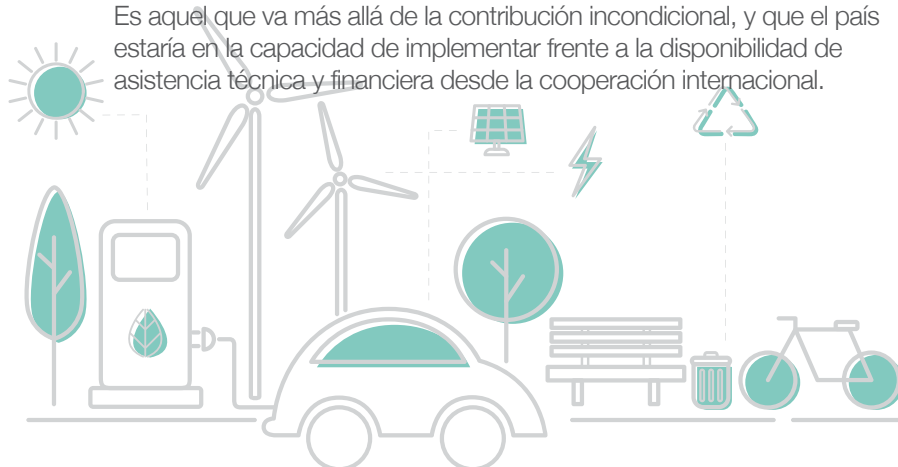 Es aquel que va más allá de la contribución incondicional, y que el país
estaría en la capacidad de implementar frente a la disponibilidad de
asistencia técnica y financiera desde la cooperación internacional.